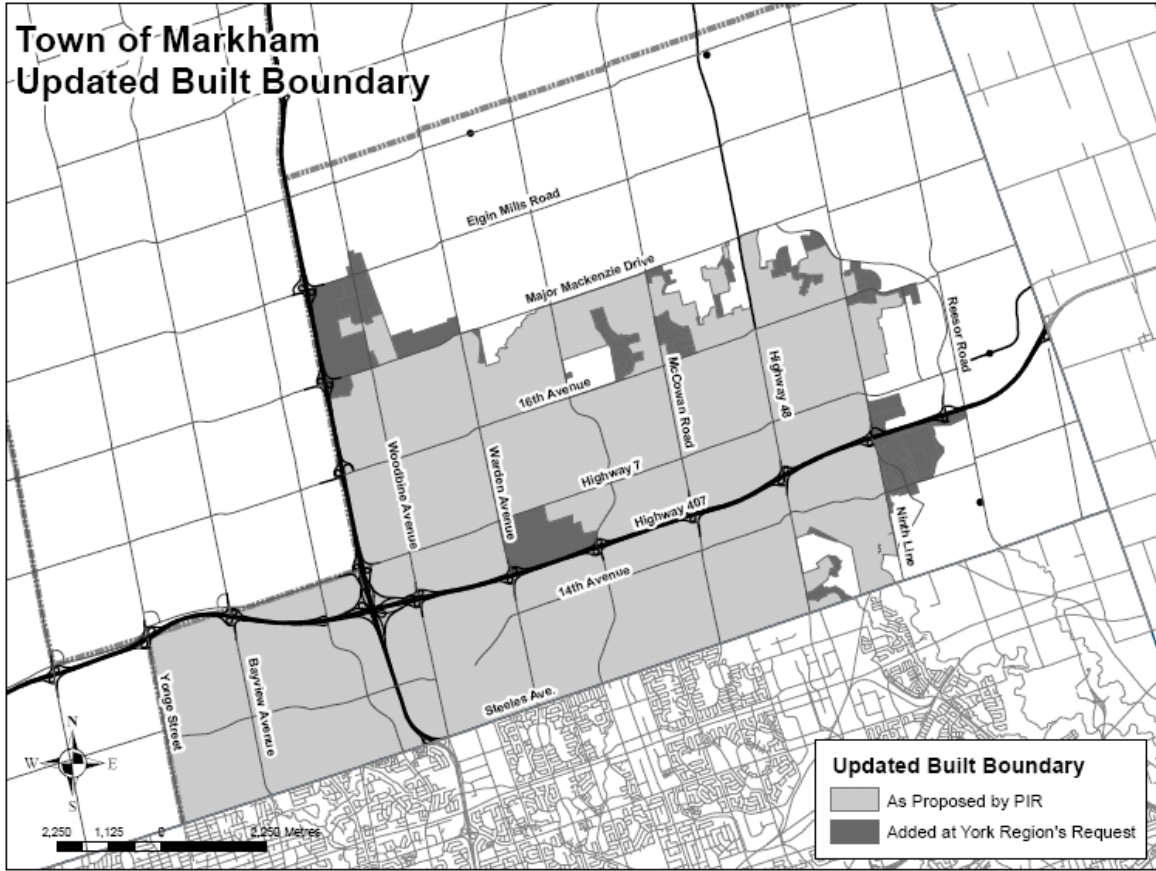 Town of Markham
Updated Built Boundary
Elgin Mills Road
Major Mackenzie Drive
Reesor Road
16th Avenue
McCowan Road
Highway 48
Woodbine Avenue
Warden Avenue
Highway 7
Highway 407
Ninth Line
14th Avenue
Yonge Street
Bayview Avenue
Steeles Ave.
N
W
E
S
2,250 1,125 0 2,250 Metres
Updated Built Boundary
As Proposed by PIR
Added at York Region's Request